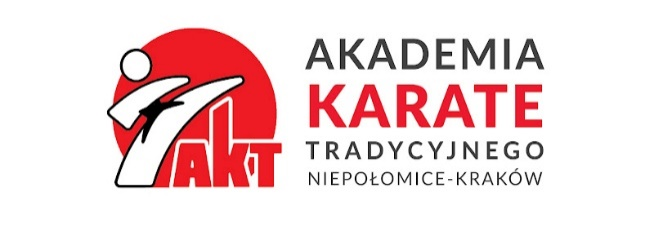 AKT
AKADEMIA
KARATE
TRADYCYJNEGO
NIEPOŁOMICE-KRAKÓW